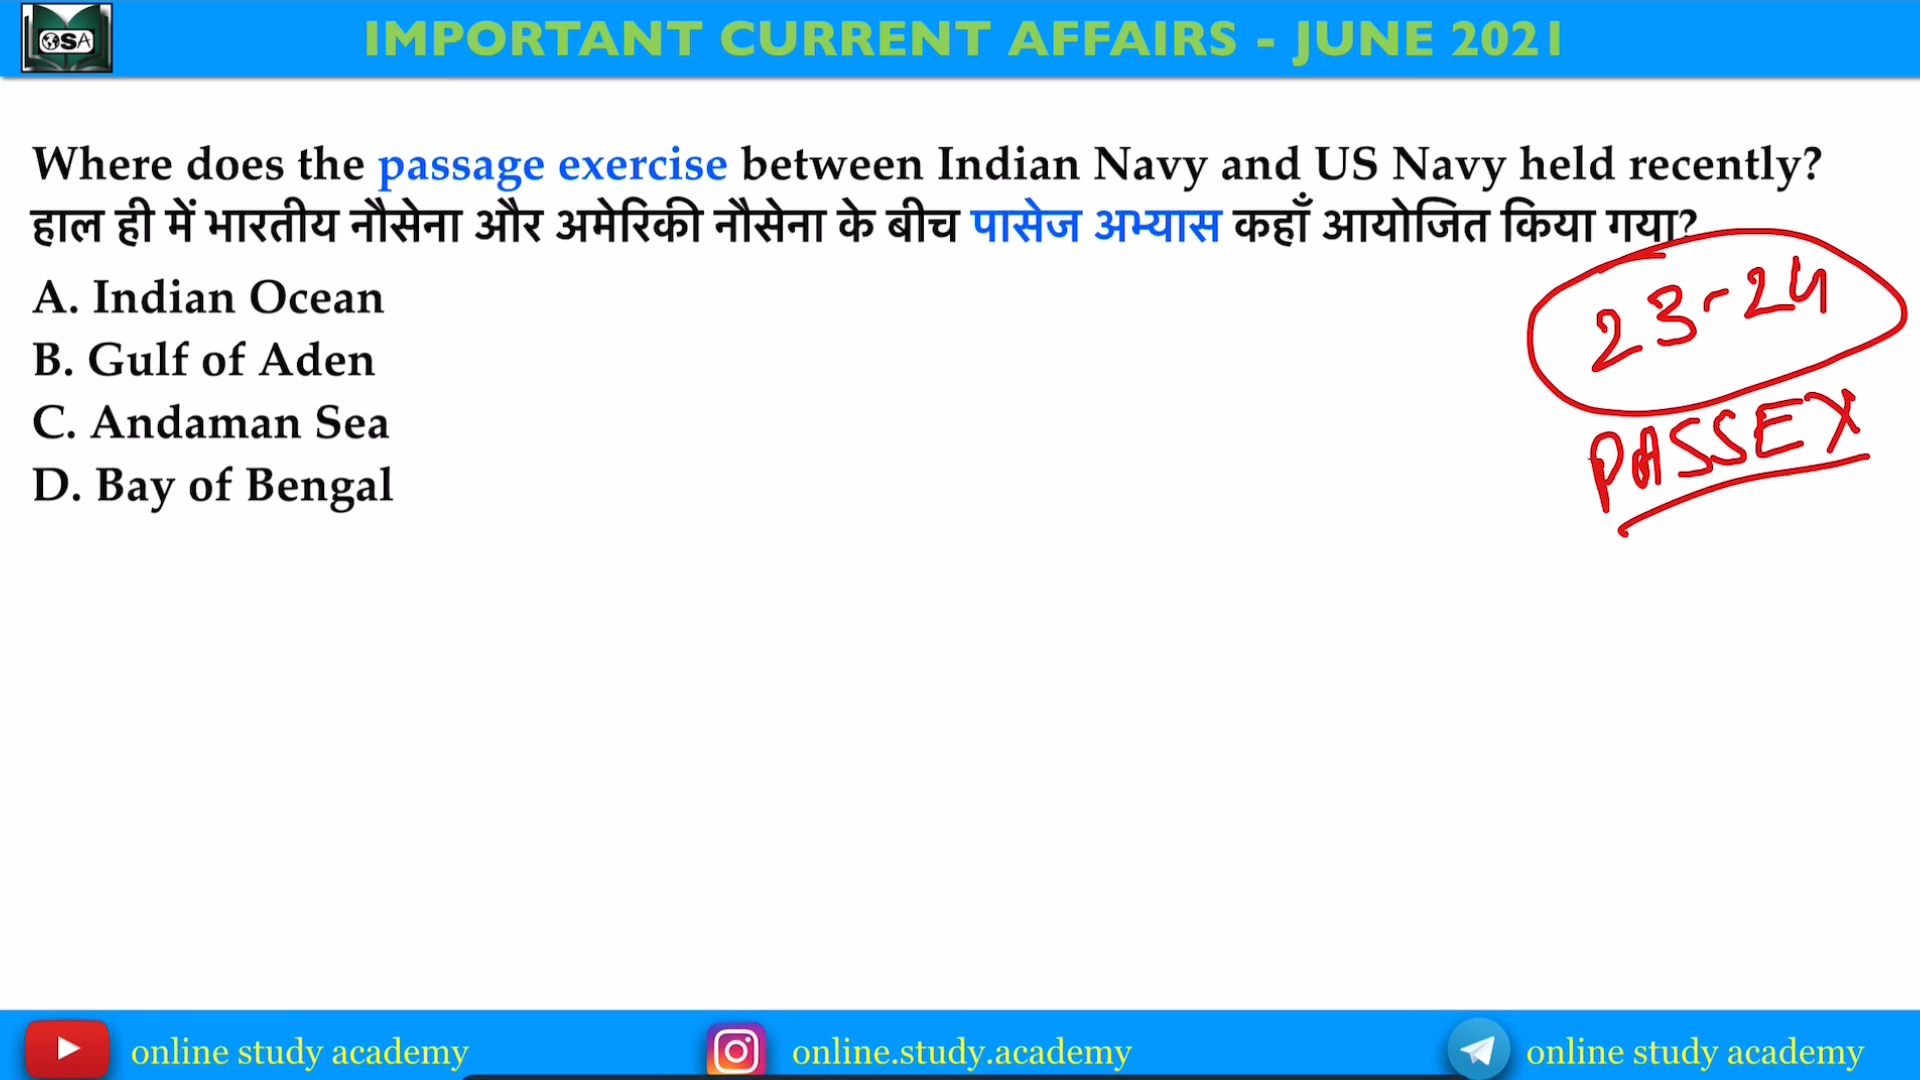 OSA
IMPORTANT CURRENT AFFAIRS - JUNE 2021
Where does the passage exercise between Indian Navy and US Navy held recently?
हाल ही में भारतीय नौसेना और अमेरिकी नौसेना के बीच पासेज अभ्यास कहाँ आयोजित किया गया?
A. Indian Ocean
B. Gulf of Aden
C. Andaman Sea
D. Bay of Bengal
23-24
PASSEX
online study academy
online.study.academy
online study academy